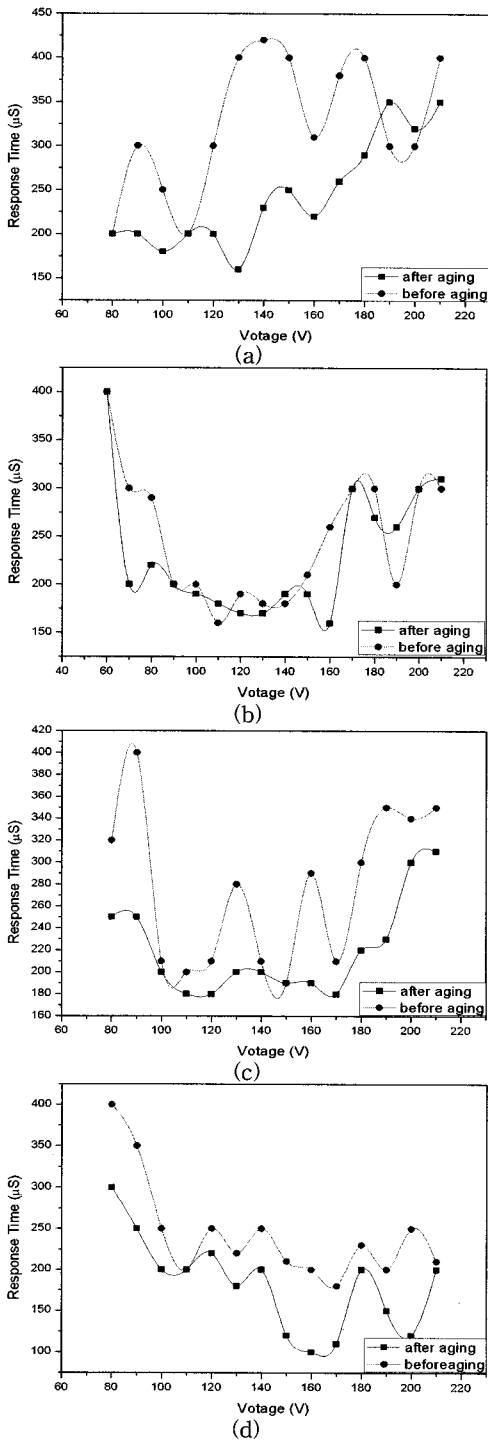 450
400
350
300
250
200
150
Response Time (µS)
60 80 100 120 140 160 180 200 220
Votage (V)
after aging
before aging
(a)
400
350
300
250
200
150
Response Time (µS)
40 60 80 100 120 140 160 180 200 220
Votage (V)
after aging
before aging
(b)
420
400
380
360
340
320
300
280
260
240
220
200
180
160
Response Time (µS)
60 80 100 120 140 160 180 200 220
Votage (V)
after aging
before aging
(c)
400
350
300
250
200
150
100
Response Time (µS)
60 80 100 120 140 160 180 200 220
Votage (V)
after aging
beforeaging
(d)